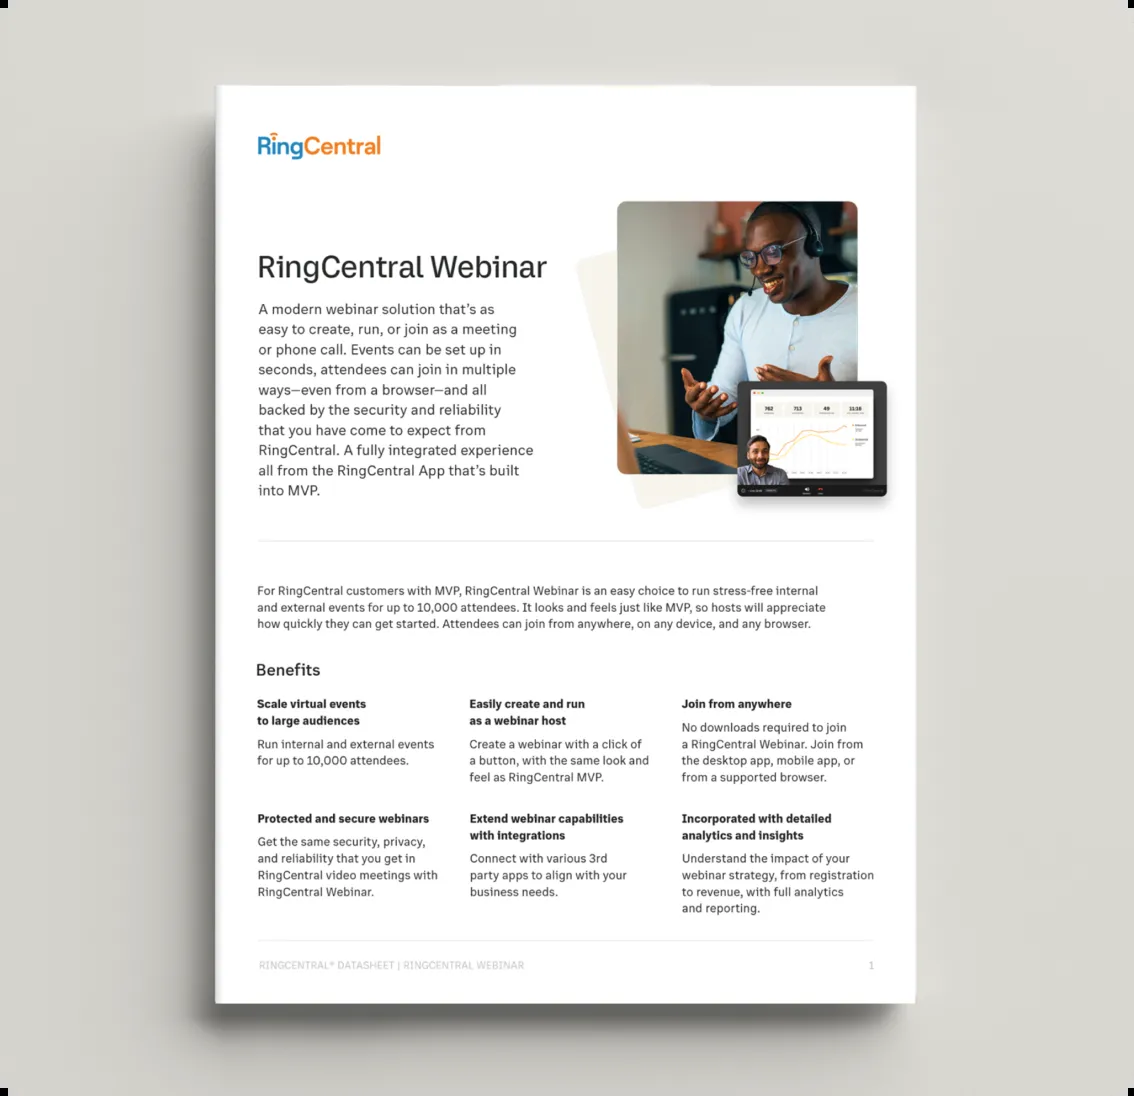 RingCentral
RingCentral Webinar
A modern webinar solution that's as
easy to create, run, or join as a meeting
or phone call. Events can be set up in
seconds, attendees can join in multiple
ways—even from a browser—and all
backed by the security and reliability
that you have come to expect from
RingCentral. A fully integrated experience
all from the RingCentral App that's built
into MVP.
762 713 49 11:16
For RingCentral customers with MVP, RingCentral Webinar is an easy choice to run stress-free internal
and external events for up to 10,000 attendees. It looks and feels just like MVP, so hosts will appreciate
how quickly they can get started. Attendees can join from anywhere, on any device, and any browser.
Benefits
Scale virtual events
to large audiences
Run internal and external events
for up to 10,000 attendees.
Easily create and run
as a webinar host
Create a webinar with a click of
a button, with the same look and
feel as RingCentral MVP.
Join from anywhere
No downloads required to join
a RingCentral Webinar. Join from
the desktop app, mobile app, or
from a supported browser.
Protected and secure webinars
Get the same security, privacy,
and reliability that you get in
RingCentral video meetings with
RingCentral Webinar.
Extend webinar capabilities
with integrations
Connect with various 3rd
party apps to align with your
business needs.
Incorporated with detailed
analytics and insights
Understand the impact of your
webinar strategy, from registration
to revenue, with full analytics
and reporting.
RINGCENTRAL® DATASHEET | RINGCENTRAL WEBINAR
1